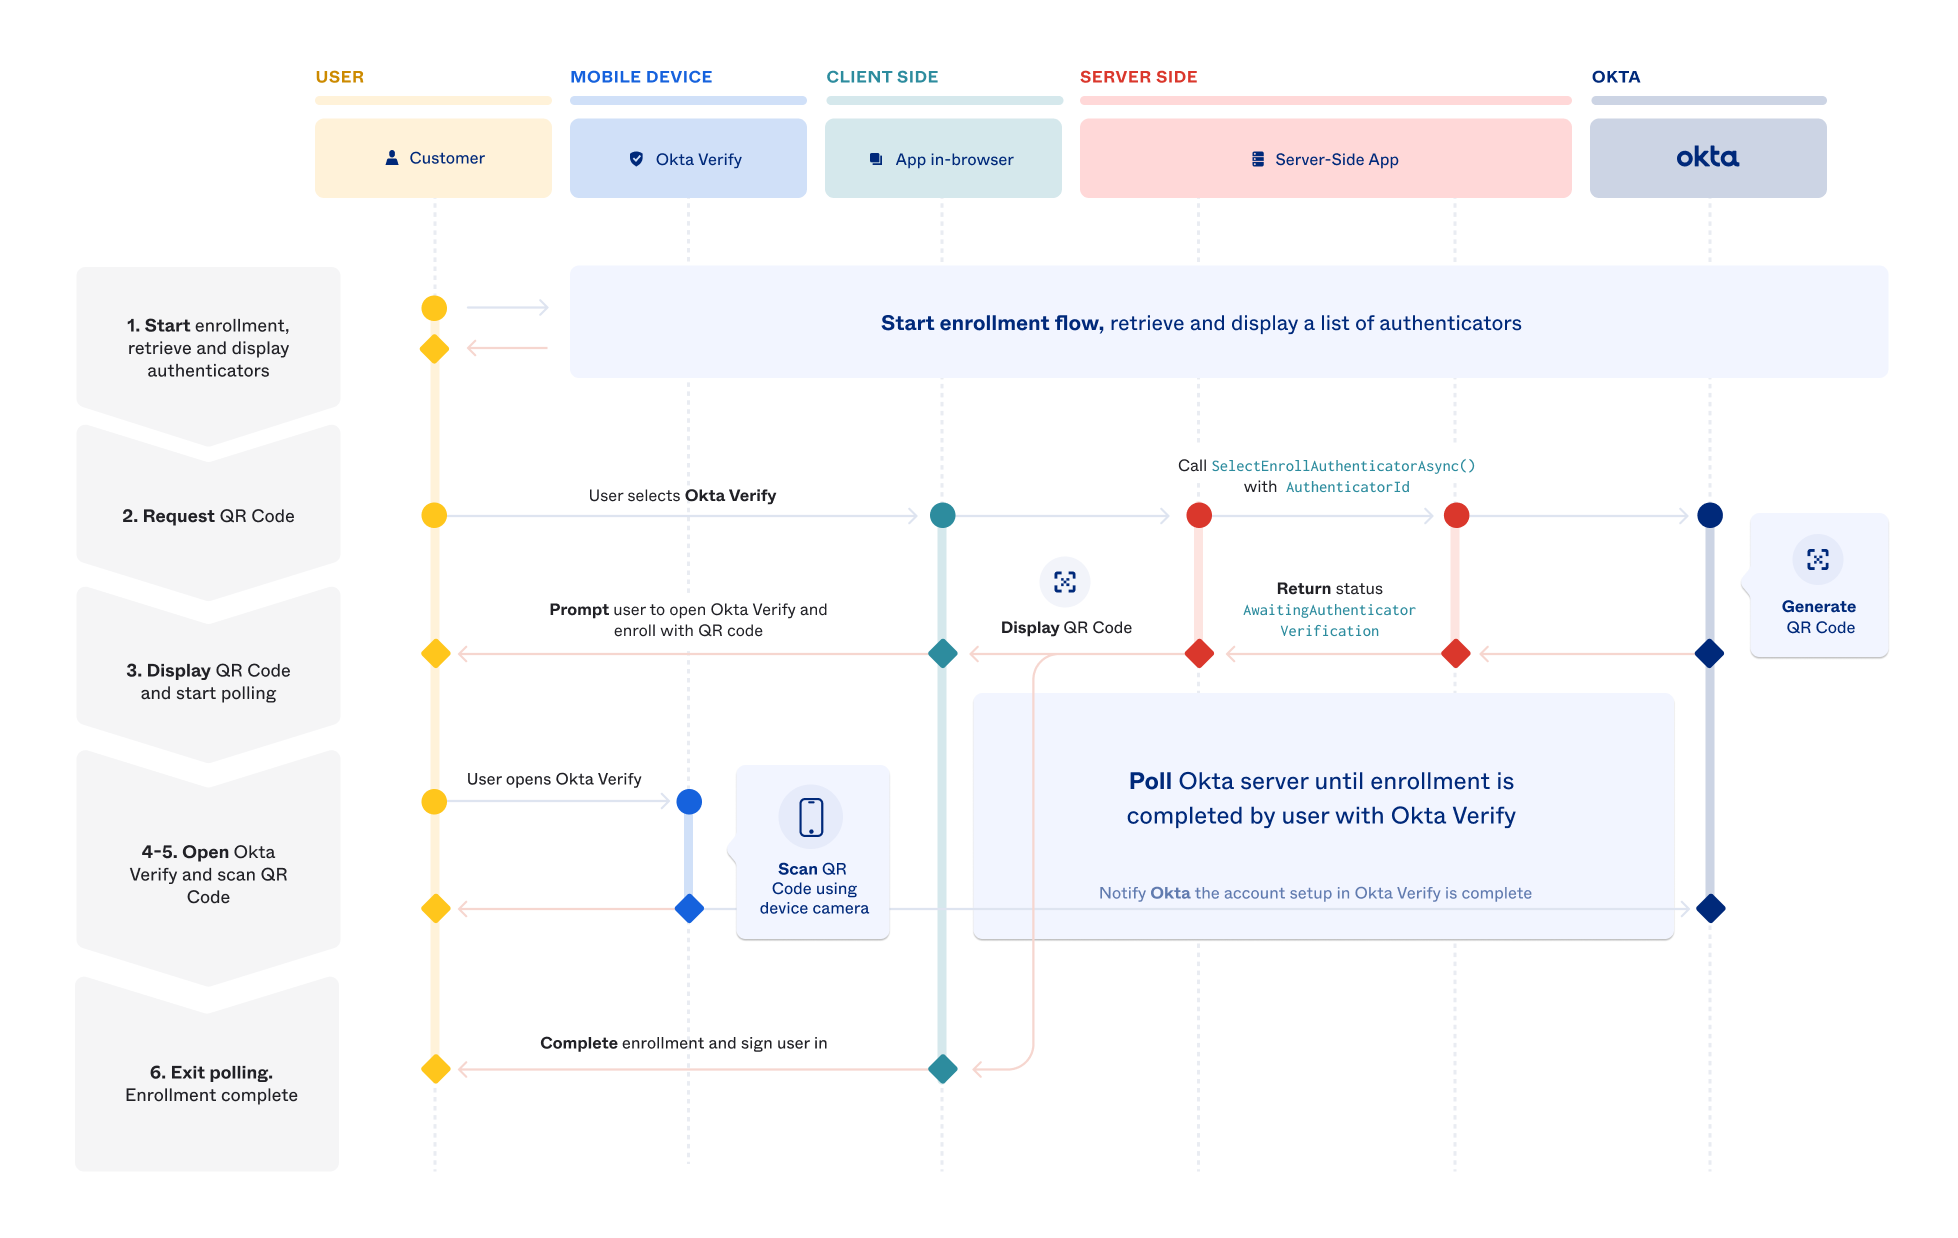 USER
MOBILE DEVICE
CLIENT SIDE
SERVER SIDE
OKTA
Customer
Okta Verify
App in-browser
Server-Side App
okta
1. Start enrollment,
retrieve and display
authenticators
Start enrollment flow, retrieve and display a list of authenticators
2. Request QR Code
User selects Okta Verify
Call SelectEnrollAuthenticatorAsync()
with AuthenticatorId
Generate
QR Code
3. Display QR Code
and start polling
Prompt user to open Okta Verify and
enroll with QR code
Display QR Code
Return status
AwaitingAuthenticator
Verification
4-5. Open Okta
Verify and scan QR
Code
User opens Okta Verify
Scan QR
Code using
device camera
Poll Okta server until enrollment is
completed by user with Okta Verify
Notify Okta the account setup in Okta Verify is complete
6. Exit polling.
Enrollment complete
Complete enrollment and sign user in